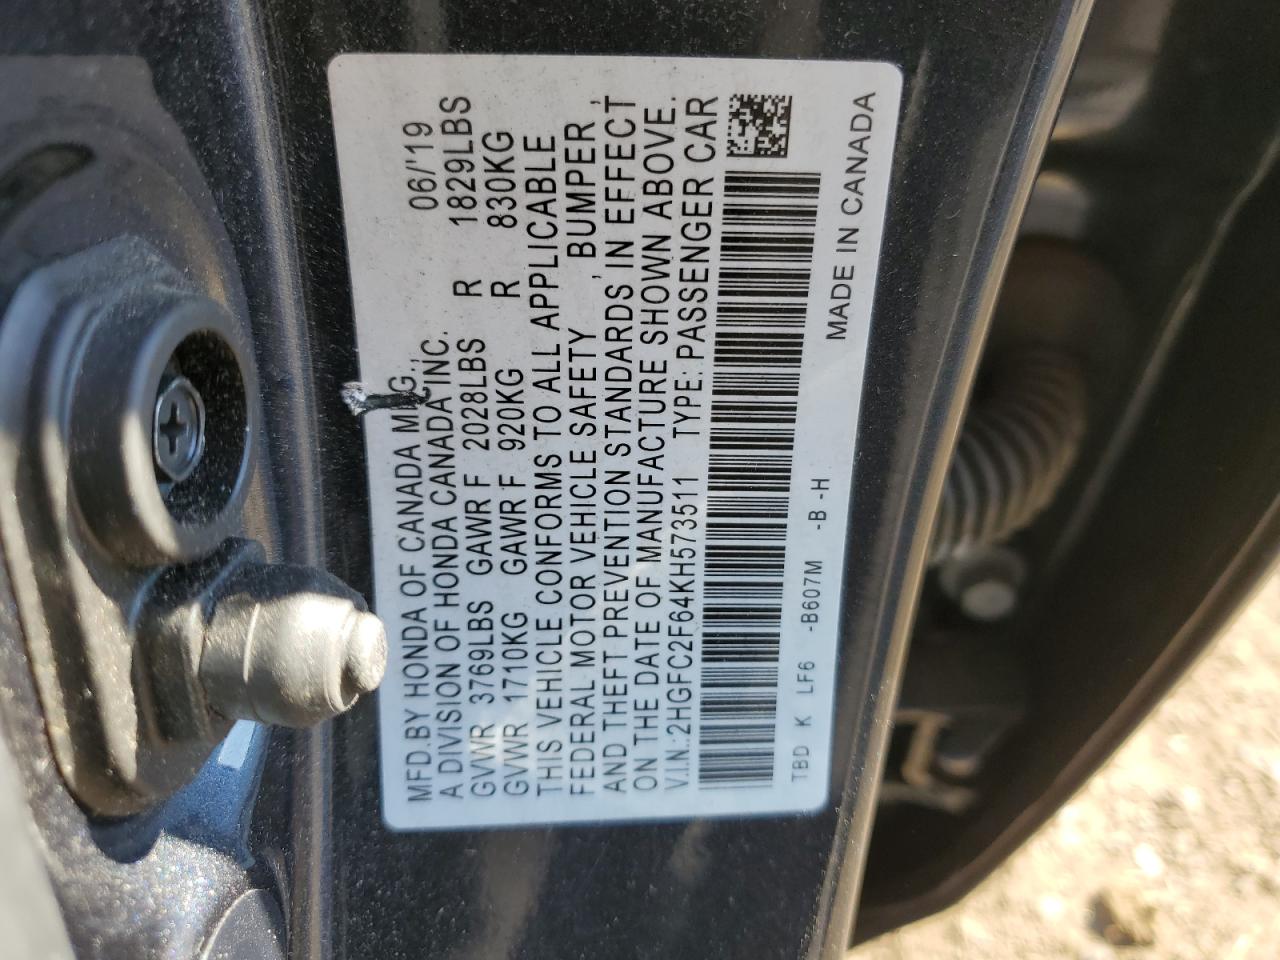 MFD.BY HONDA OF CANADA MFG.,
A DIVISION OF HONDA CANADA INC. 06/'19
GVWR 3769LBS GAWR F 2028LBS R 1829LBS
GVWR 1710KG GAWR F 920KG R 830KG
THIS VEHICLE CONFORMS TO ALL APPLICABLE
FEDERAL MOTOR VEHICLE SAFETY , BUMPER ,
AND THEFT PREVENTION STANDARDS IN EFFECT
ON THE DATE OF MANUFACTURE SHOWN ABOVE.
V.I.N.:2HGFC2F64KH573511 TYPE: PASSENGER CAR
TBD K LF6 -B607M -B -H
MADE IN CANADA